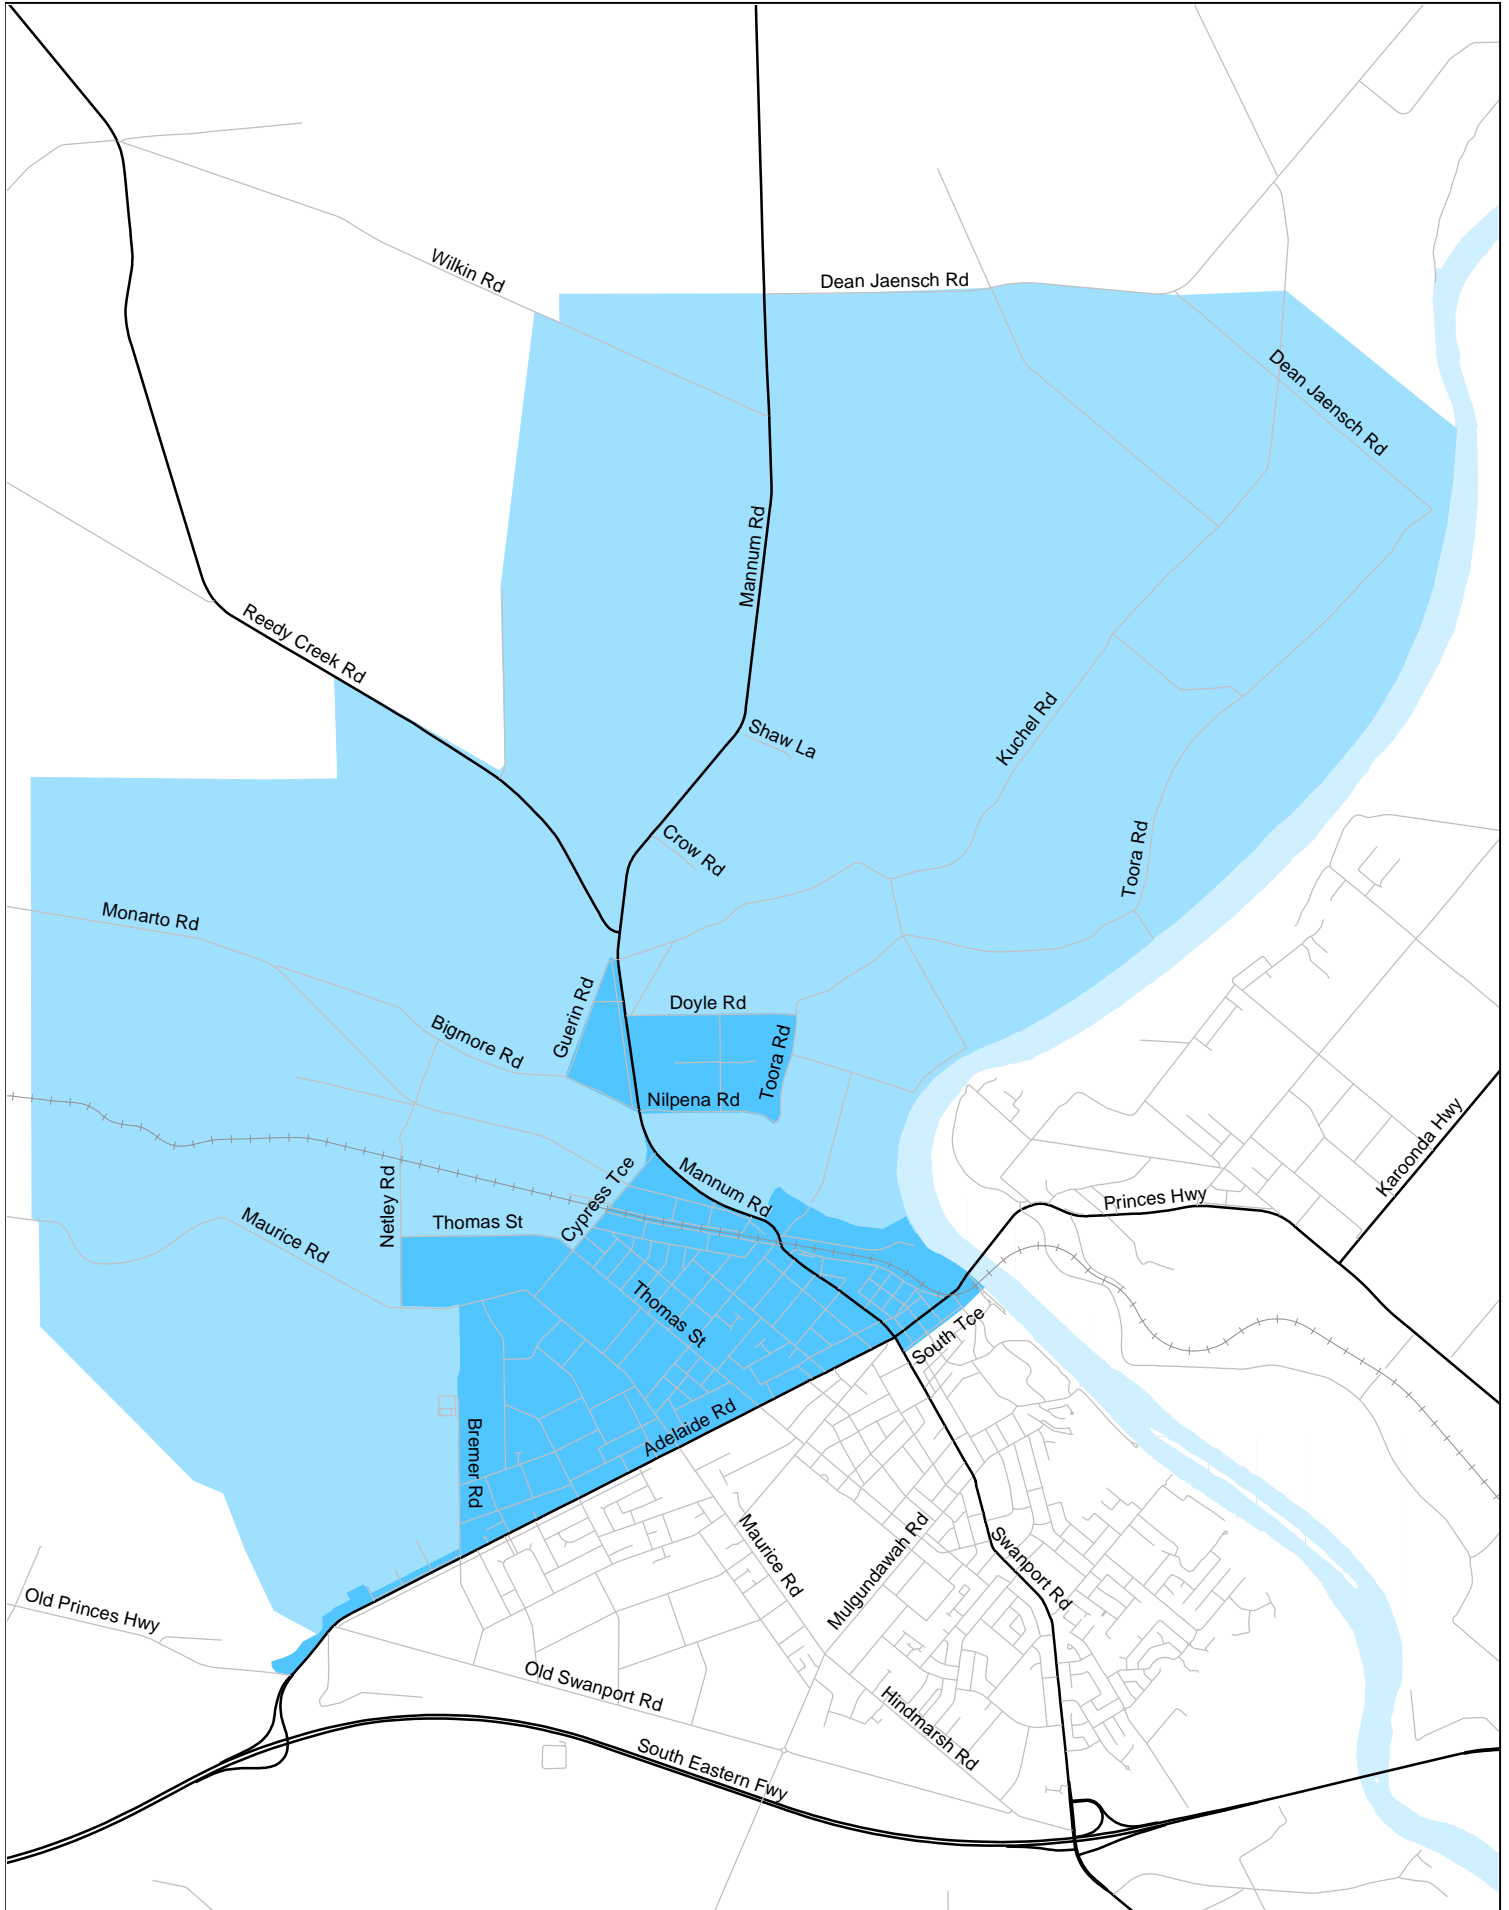 Wilkin Rd
Dean Jaensch Rd
Dean Jaensch Rd
Mannum Rd
Reedy Creek Rd
Shaw La
Kuchel Rd
Crow Rd
Toora Rd
Monarto Rd
Guerin Rd
Doyle Rd
Bigmore Rd
Toora Rd
Nilpena Rd
Karoonda Hwy
Cypress Tce
Mannum Rd
Princes Hwy
Netley Rd
Thomas St
Maurice Rd
Thomas St
South Tce
Adelaide Rd
Bremer Rd
Maurice Rd
Mulgundawah Rd
Swanport Rd
Old Princes Hwy
Old Swanport Rd
Hindmarsh Rd
South Eastern Fwy